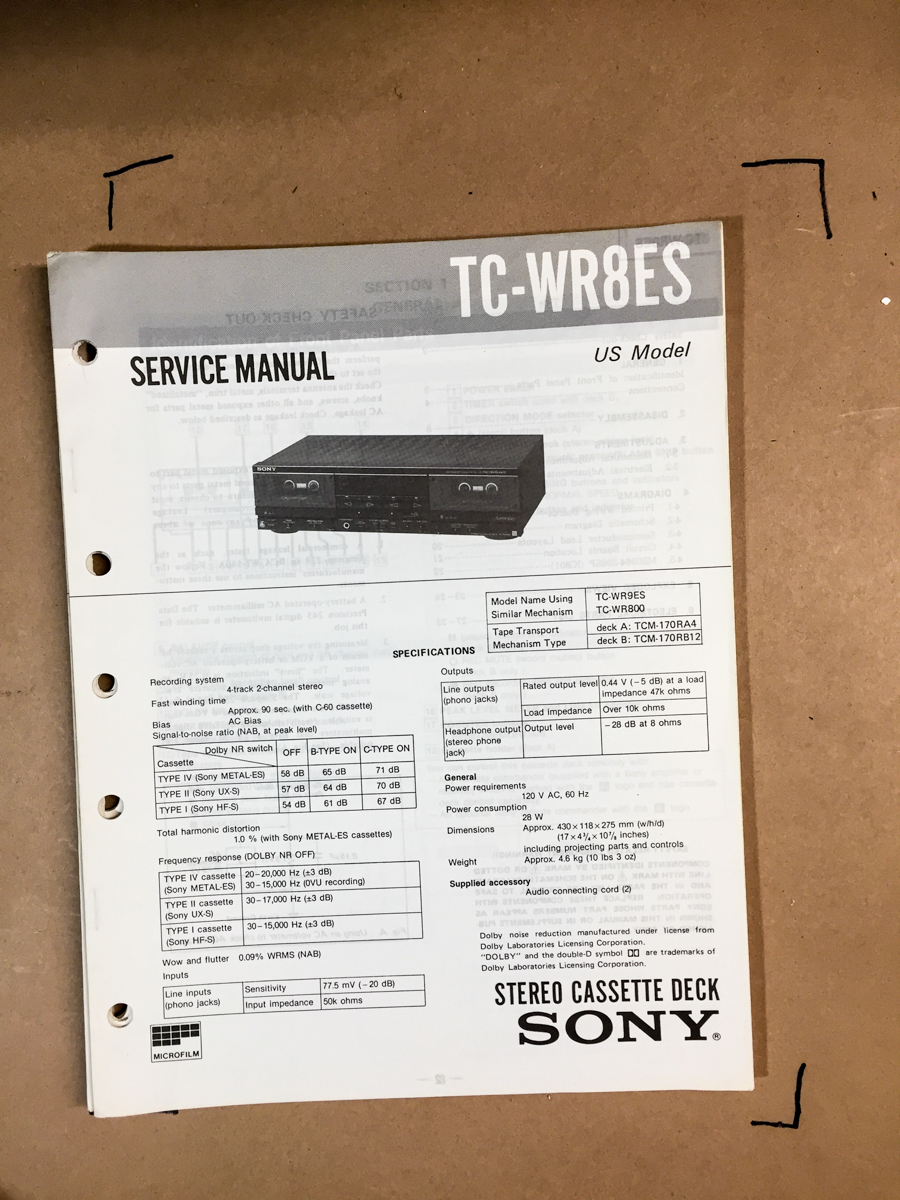 TC-WR8ES
SERVICE MANUAL
US Model
SONY
Model Name Using Similar Mechanism TC-WR9ES TC-WR800
Tape Transport Mechanism Type deck A: TCM-170RA4 deck B: TCM-170RB12
SPECIFICATIONS
Recording system
4-track 2-channel stereo
Fast winding time
Approx. 90 sec. (with C-60 cassette)
Bias AC Bias
Signal-to-noise ratio (NAB, at peak level)
Dolby NR switch OFF B-TYPE ON C-TYPE ON
Cassette
TYPE IV (Sony METAL-ES) 58 dB 65 dB 71 dB
TYPE II (Sony UX-S) 57 dB 64 dB 70 dB
TYPE I (Sony HF-S) 54 dB 61 dB 67 dB
Total harmonic distortion
1.0 % (with Sony METAL-ES cassettes)
Frequency response (DOLBY NR OFF)
TYPE IV cassette 20–20,000 Hz (±3 dB)
(Sony METAL-ES) 30–15,000 Hz (0VU recording)
TYPE II cassette 30–17,000 Hz (±3 dB)
(Sony UX-S)
TYPE I cassette 30–15,000 Hz (±3 dB)
(Sony HF-S)
Wow and flutter 0.09% WRMS (NAB)
Inputs
Line inputs Sensitivity 77.5 mV (–20 dB)
(phono jacks) Input impedance 50k ohms
MICROFILM
Outputs
Line outputs Rated output level 0.44 V (–5 dB) at a load
(phono jacks) impedance 47k ohms
Load impedance Over 10k ohms
Headphone output Output level –28 dB at 8 ohms
(stereo phone
jack)
General
Power requirements
120 V AC, 60 Hz
Power consumption
28 W
Dimensions Approx. 430×118×275 mm (w/h/d)
(17×4¾×10⅞ inches)
including projecting parts and controls
Weight Approx. 4.6 kg (10 lbs 3 oz)
Supplied accessory
Audio connecting cord (2)
Dolby noise reduction manufactured under license from
Dolby Laboratories Licensing Corporation.
"DOLBY" and the double-D symbol are trademarks of
Dolby Laboratories Licensing Corporation.
STEREO CASSETTE DECK
SONY®